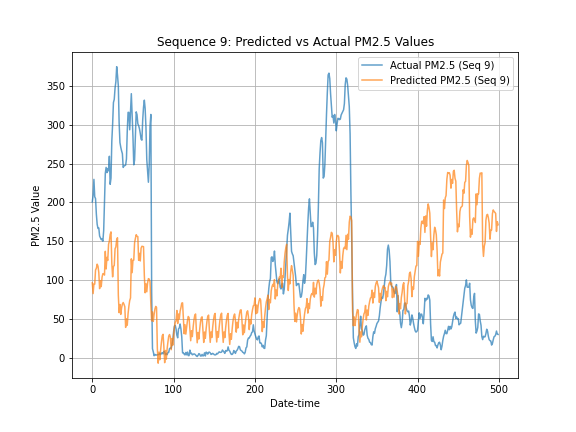 Sequence 9: Predicted vs Actual PM2.5 Values
Actual PM2.5 (Seq 9)
Predicted PM2.5 (Seq 9)
PM2.5 Value
350
300
250
200
150
100
50
0
0 100 200 300 400 500
Date-time